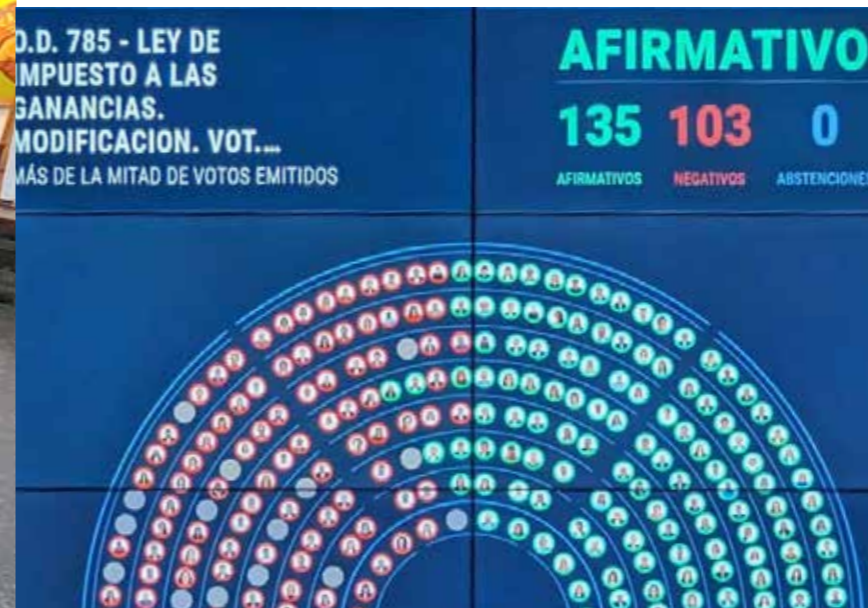 O.D. 785 - LEY DE
IMPUESTO A LAS
GANANCIAS.
MODIFICACION. VOT....
MÁS DE LA MITAD DE VOTOS EMITIDOS
AFIRMATIVO
135 103 0
AFIRMATIVOS NEGATIVOS ABSTENCIONES